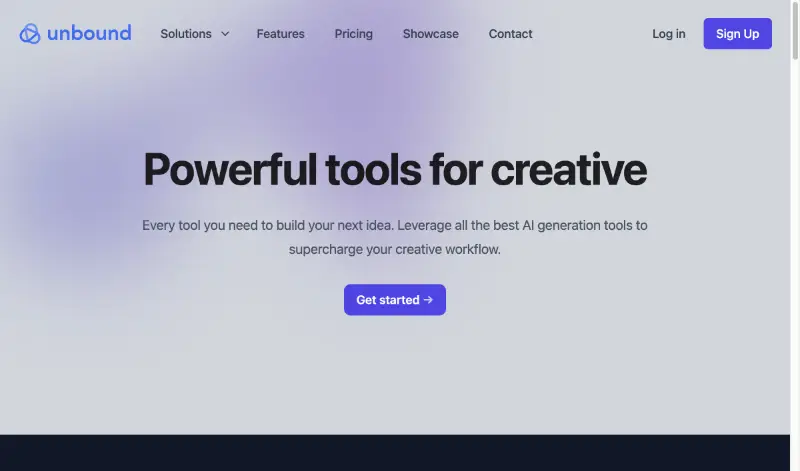 unbound
Solutions
Features
Pricing
Showcase
Contact
Log in
Sign Up
Powerful tools for creative
Every tool you need to build your next idea. Leverage all the best AI generation tools to
supercharge your creative workflow.
Get started →